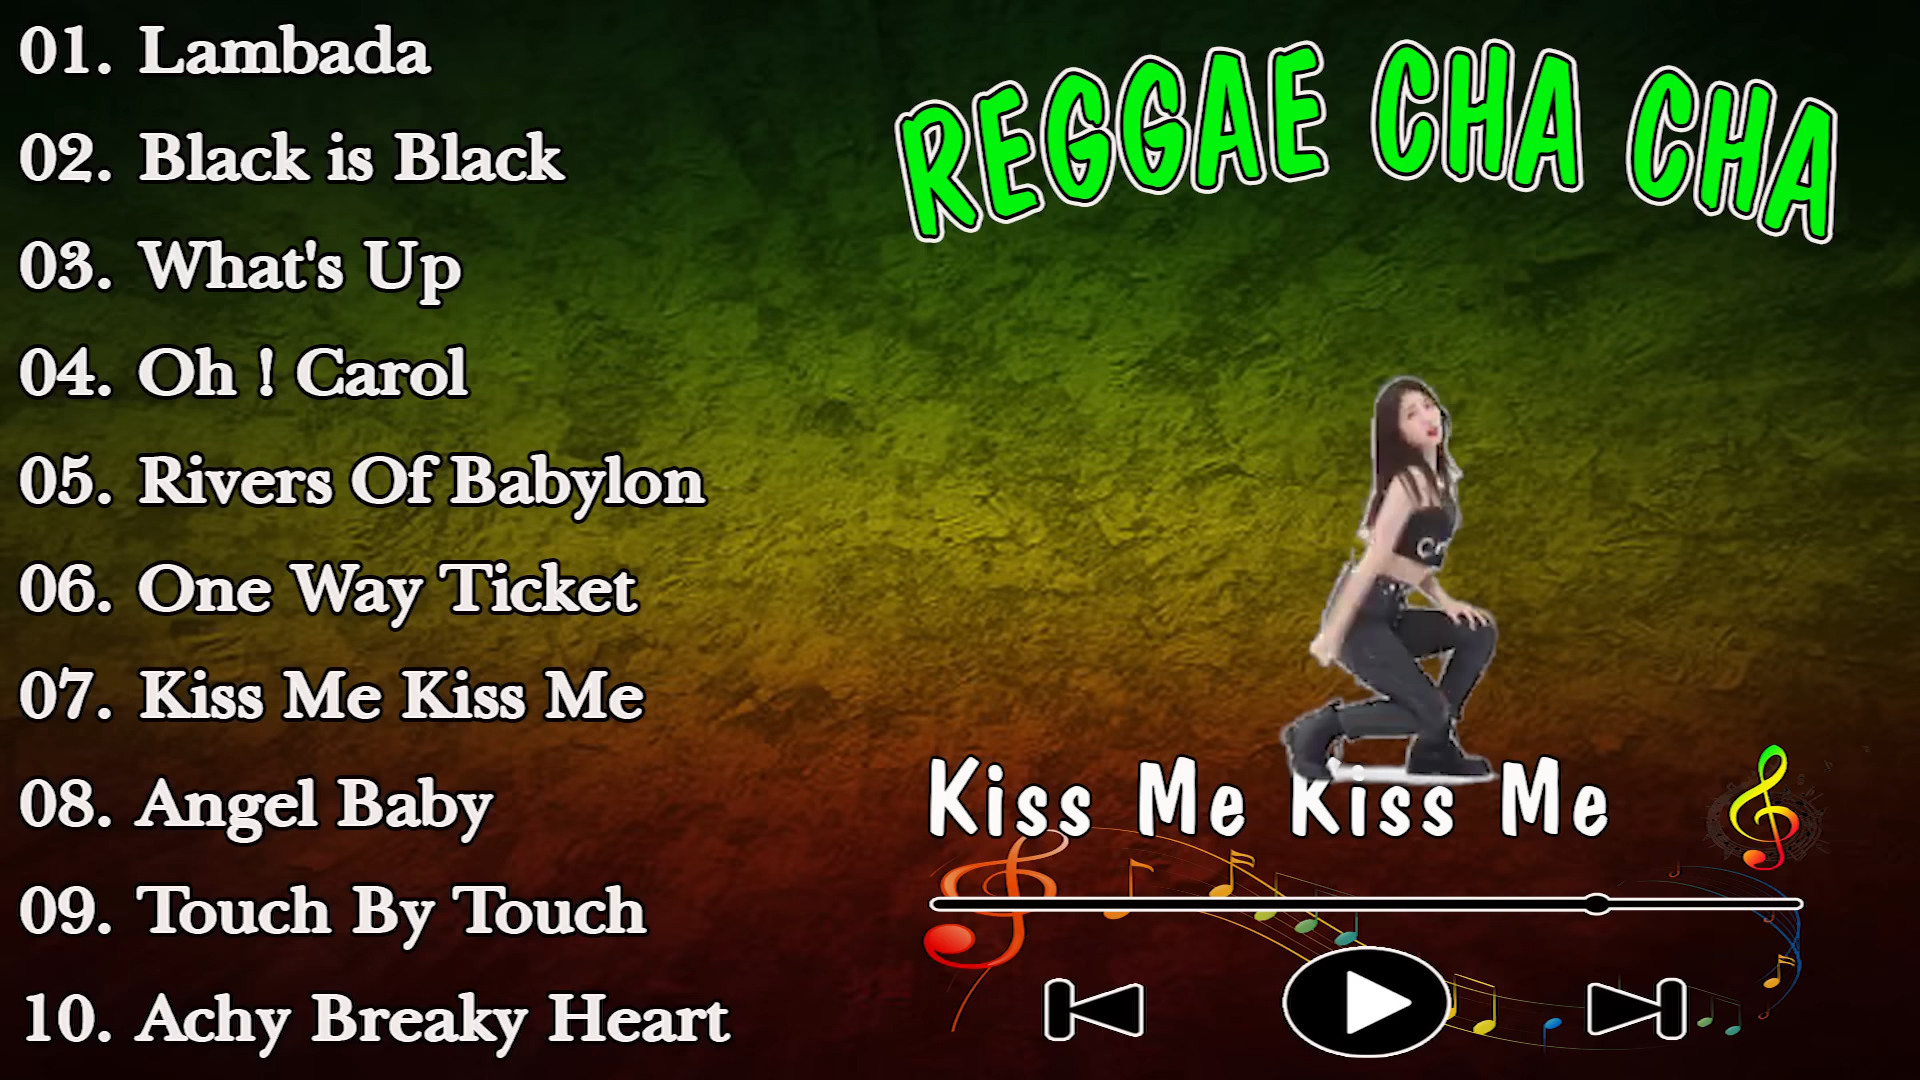 01. Lambada
02. Black is Black
03. What's Up
04. Oh ! Carol
05. Rivers Of Babylon
06. One Way Ticket
07. Kiss Me Kiss Me
08. Angel Baby
09. Touch By Touch
10. Achy Breaky Heart
REGGAE CHA CHA
Kiss Me Kiss Me